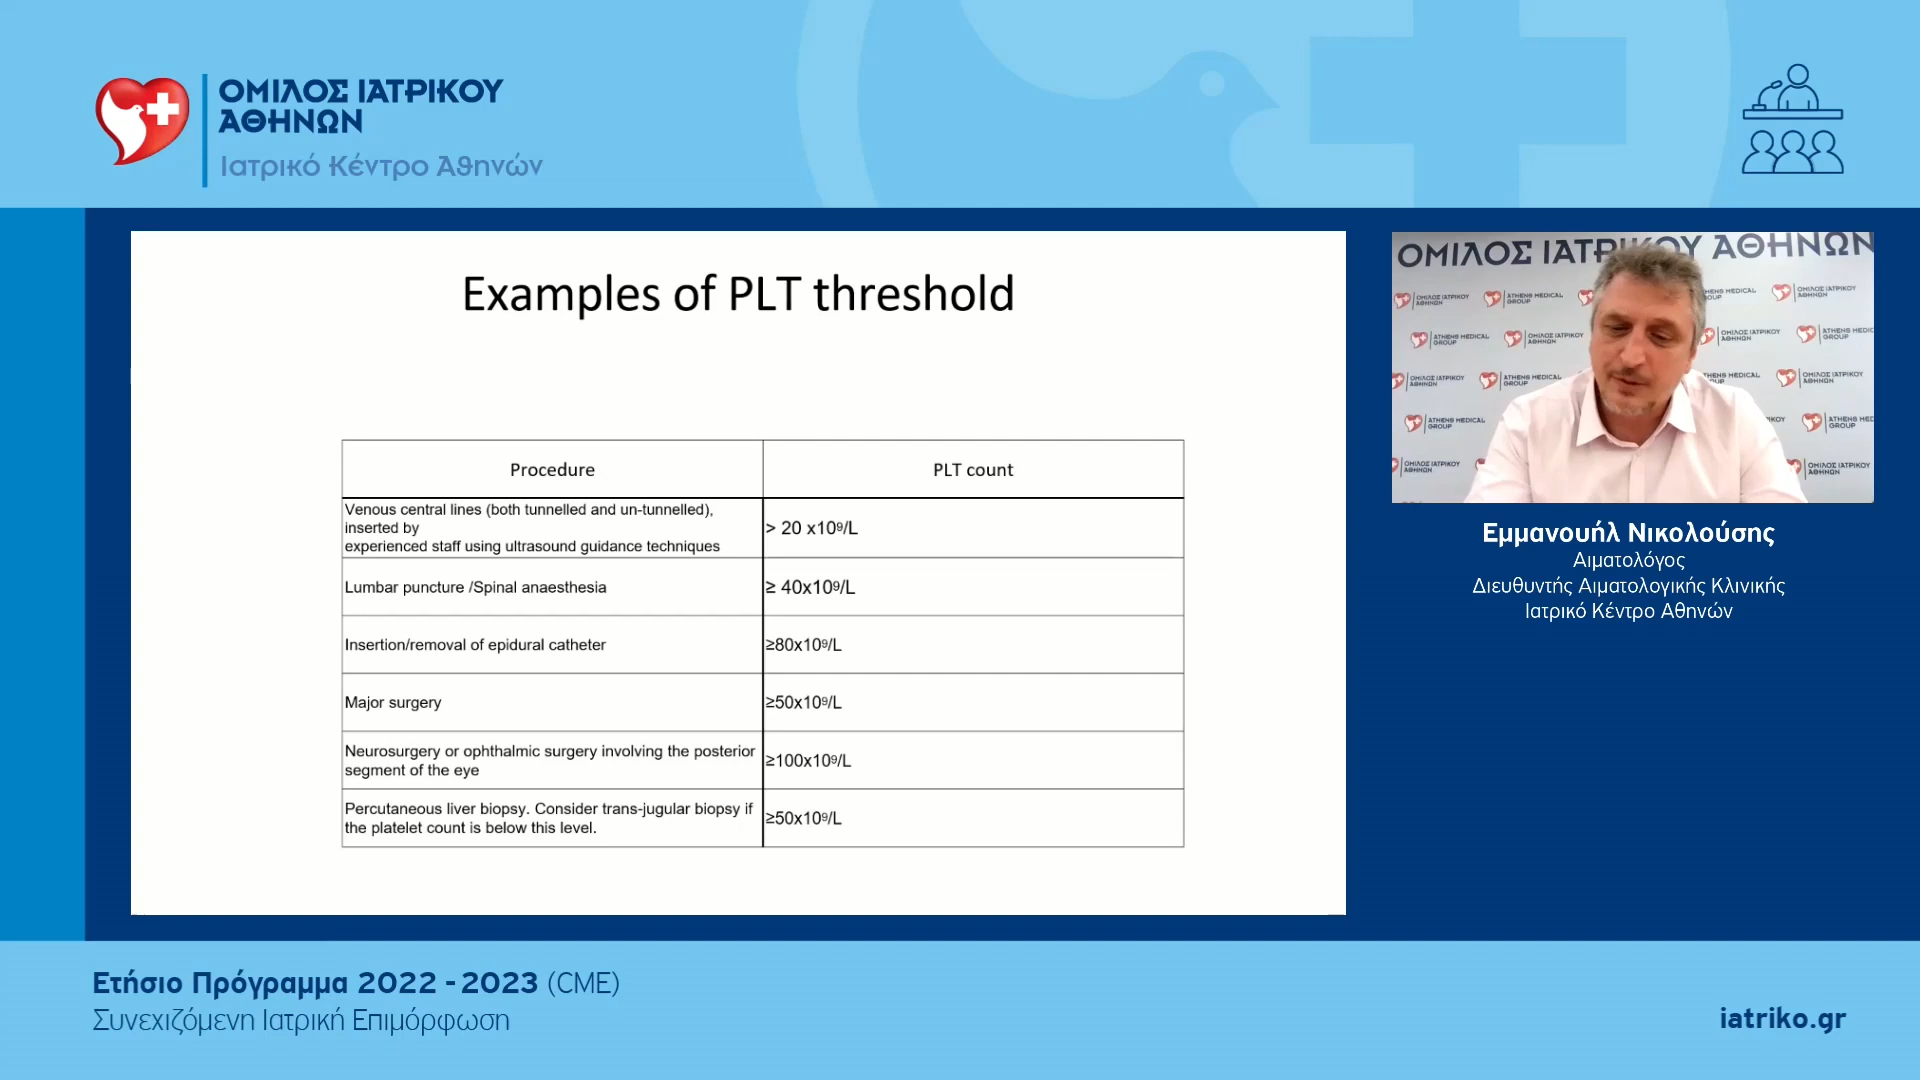 ΟΜΙΛΟΣ ΙΑΤΡΙΚΟΥ
ΑΘΗΝΩΝ
Ιατρικό Κέντρο Αθηνών
Examples of PLT threshold
Procedure
PLT count
Venous central lines (both tunnelled and un-tunnelled),
inserted by
experienced staff using ultrasound guidance techniques
> 20 x10⁹/L
Lumbar puncture /Spinal anaesthesia
≥ 40x10⁹/L
Insertion/removal of epidural catheter
≥80x10⁹/L
Major surgery
≥50x10⁹/L
Neurosurgery or ophthalmic surgery involving the posterior
segment of the eye
≥100x10⁹/L
Percutaneous liver biopsy. Consider trans-jugular biopsy if
the platelet count is below this level.
≥50x10⁹/L
ΟΜΙΛΟΣ ΙΑΤΡΙΚΟΥ ΑΘΗΝΩΝ
Εμμανουήλ Νικολούσης
Αιματολόγος
Διευθυντής Αιματολογικής Κλινικής
Ιατρικό Κέντρο Αθηνών
Ετήσιο Πρόγραμμα 2022 - 2023 (CME)
Συνεχιζόμενη Ιατρική Επιμόρφωση
iatriko.gr